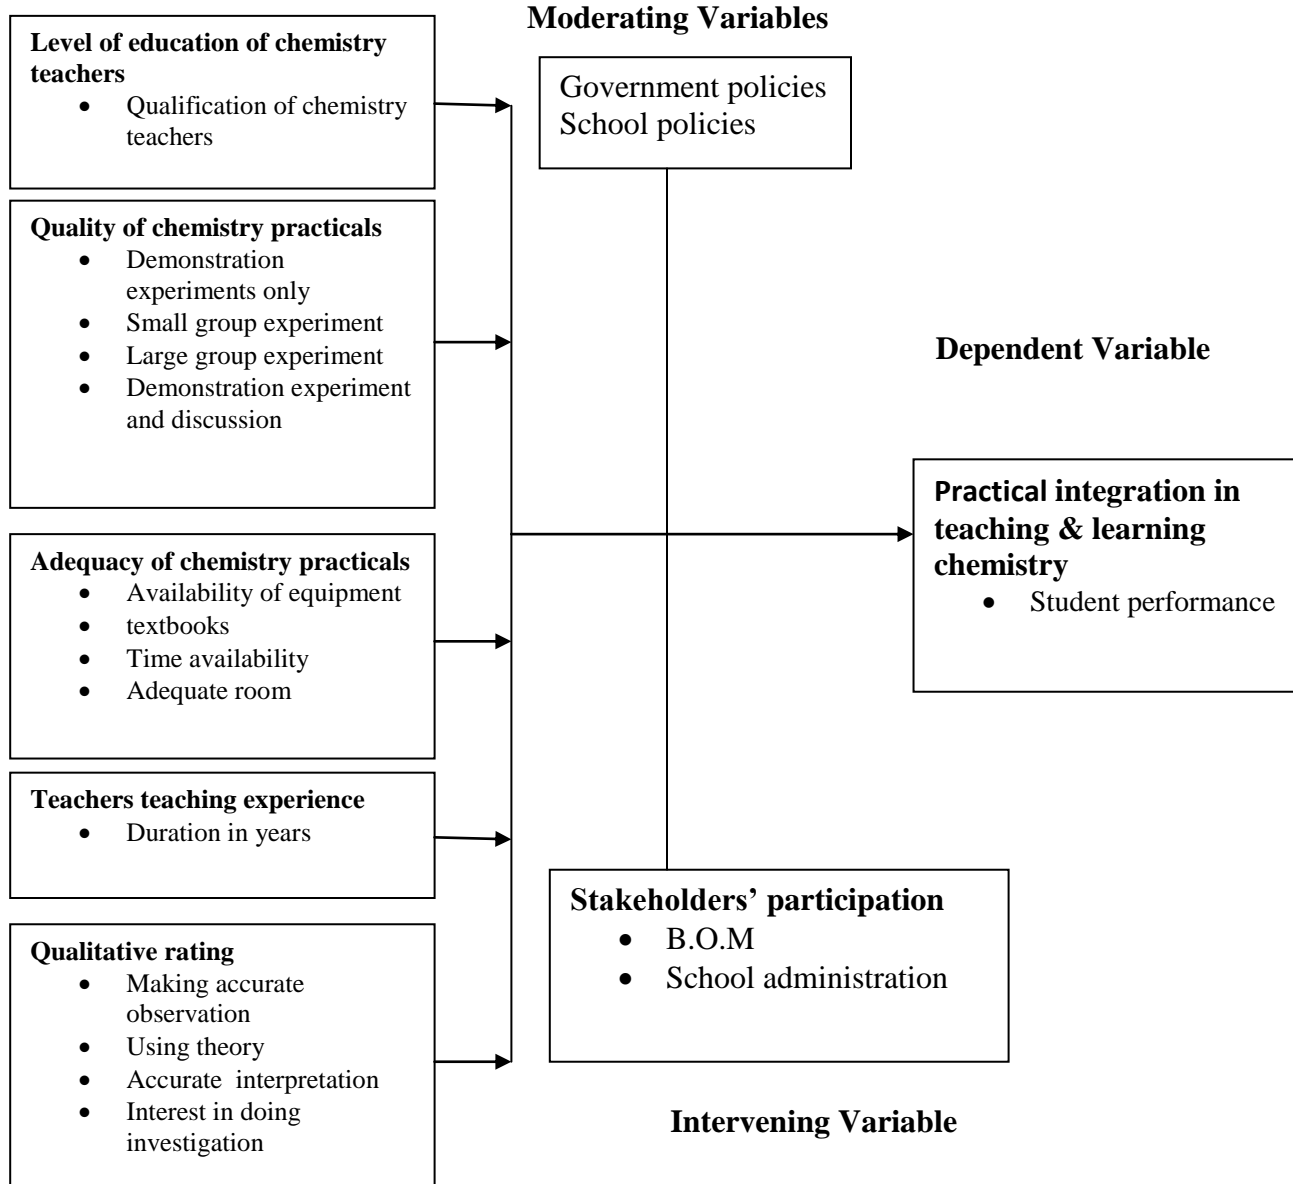 Moderating Variables
Level of education of chemistry
teachers
• Qualification of chemistry
teachers
Government policies
School policies
Quality of chemistry practicals
• Demonstration
experiments only
• Small group experiment
• Large group experiment
• Demonstration experiment
and discussion
Dependent Variable
Practical integration in
teaching & learning
chemistry
• Student performance
Adequacy of chemistry practicals
• Availability of equipment
• textbooks
• Time availability
• Adequate room
Teachers teaching experience
• Duration in years
Stakeholders’ participation
• B.O.M
• School administration
Qualitative rating
• Making accurate
observation
• Using theory
• Accurate interpretation
• Interest in doing
investigation
Intervening Variable